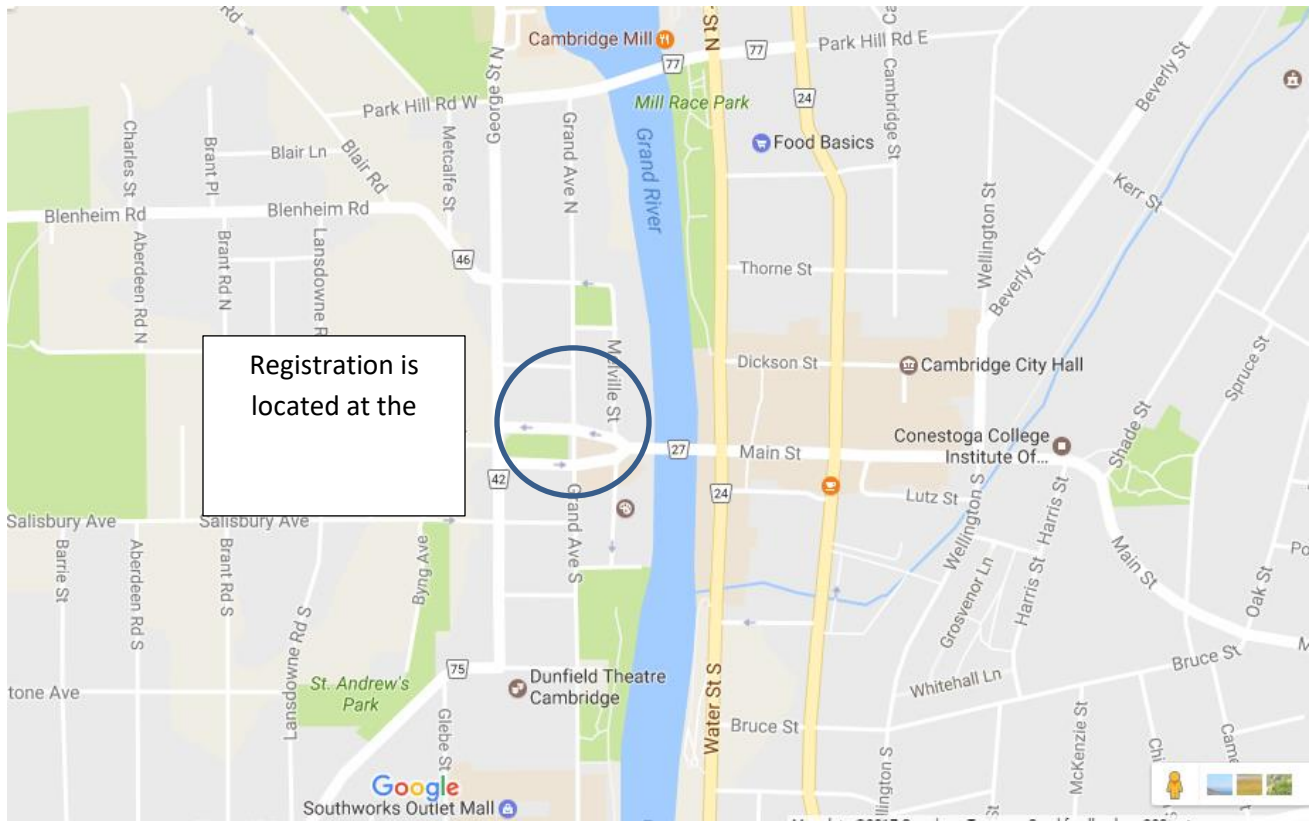 Rd
Cambridge Mill
77
Park Hill Rd E
George St N
St N
Beverly St
Park Hill Rd W
Mill Race Park
24
Cambridge St
Charles St
Brant Pl
Blair Ln
Blair Rd
Metcalfe St
Grand Ave N
Grand River
Food Basics
77
Kerr St
Blenheim Rd
Blenheim Rd
Wellington St
Aberdeen Rd N
Brant Rd N
46
Thorne St
Beverly St
Registration is
located at the
Melville St
Dickson St
Cambridge City Hall
Spruce St
Shade St
27
Main St
Conestoga College
Institute Of...
42
24
Lutz St
Salisbury Ave
Salisbury Ave
Grand Ave S
Wellington S
Harris St
Main St
Barrie St
Aberdeen Rd S
Brant Rd S
Byng Ave
Grosvenor Ln
Harris St
Oak St
Lansdowne Rd S
75
St. Andrew's
Park
Dunfield Theatre
Cambridge
Whitehall Ln
Bruce St
tone Ave
Glebe St
Water St S
Bruce St
McKenzie St
Google
Southworks Outlet Mall